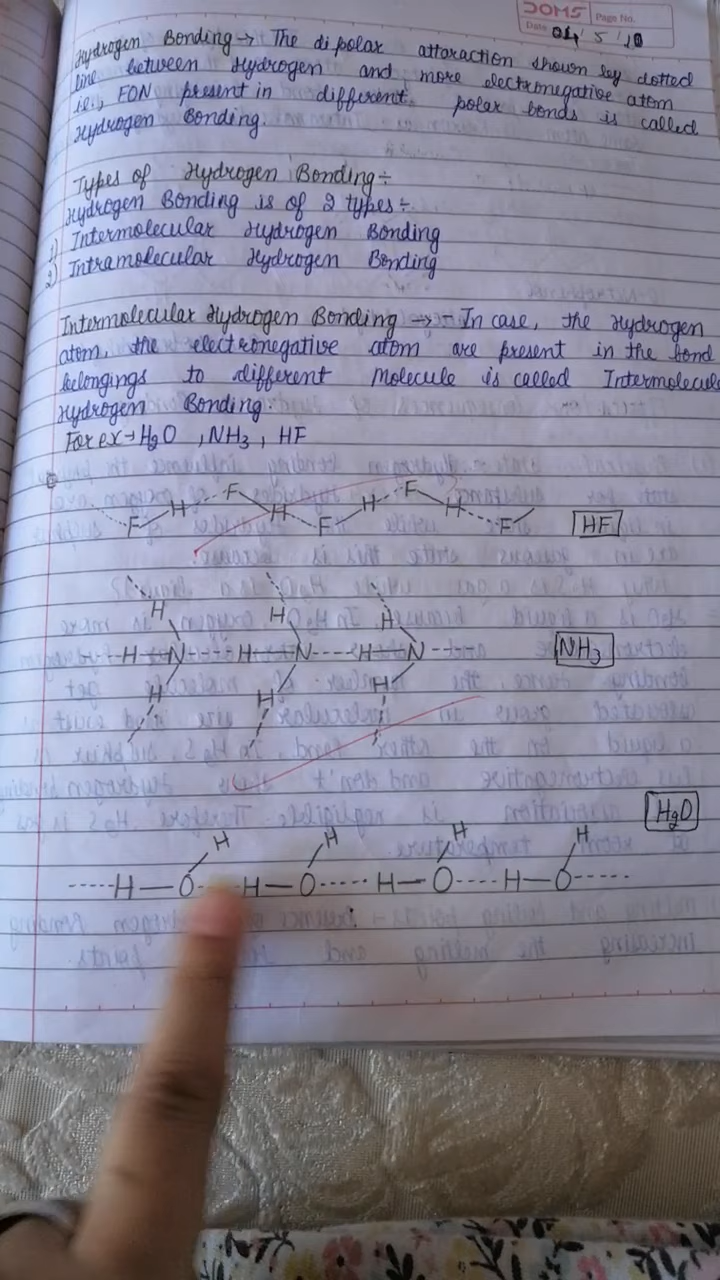 DOMS
Page No.
Date 04/5/20
Hydrogen Bonding → The dipolar attaraction shown by dotted
line between Hydrogen and more electronegative atom
i.e., FON present in different polar bonds is called
Hydrogen Bonding.
Types of Hydrogen Bonding÷
Hydrogen Bonding is of 2 types÷
1) Intermolecular Hydrogen Bonding
2) Intramolecular Hydrogen Bonding
Intermolecular Hydrogen Bonding → - In case, the Hydrogen
atom, the electronegative atom are present in the bond
belongings to different Molecule is called Intermolecul
Hydrogen Bonding.
For ex → H2O , NH3 , HF
F H F H F H F H F
HF
H H H
H N H N H N
H H H
NH3
H2O
H H H H
H O H O H O H O